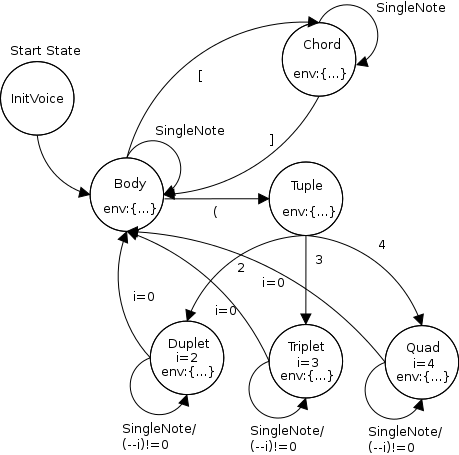 SingleNote
Chord
env:{...}
Start State
InitVoice
[
]
SingleNote
Body
env:{...}
(
Tuple
env:{...}
2
3
4
i=0
i=0
i=0
Duplet
i=2
env:{...}
Triplet
i=3
env:{...}
Quad
i=4
env:{...}
SingleNote/
(--i)!=0
SingleNote/
(--i)!=0
SingleNote/
(--i)!=0